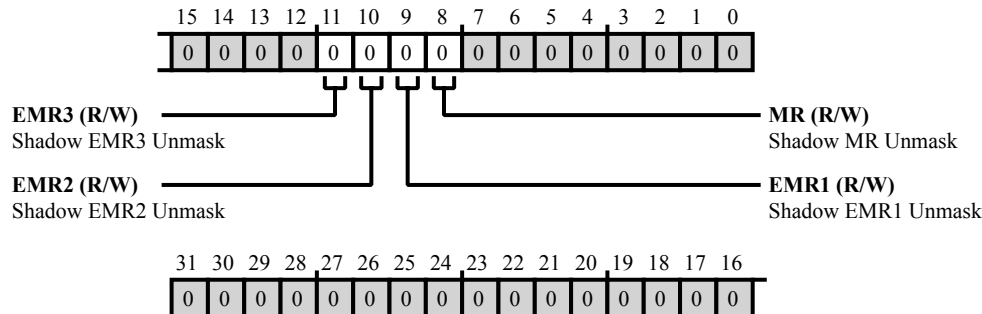 15 14 13 12 11 10 9 8 7 6 5 4 3 2 1 0
0 0 0 0 0 0 0 0 0 0 0 0 0 0 0 0
EMR3 (R/W)
Shadow EMR3 Unmask
MR (R/W)
Shadow MR Unmask
EMR2 (R/W)
Shadow EMR2 Unmask
EMR1 (R/W)
Shadow EMR1 Unmask
31 30 29 28 27 26 25 24 23 22 21 20 19 18 17 16
0 0 0 0 0 0 0 0 0 0 0 0 0 0 0 0